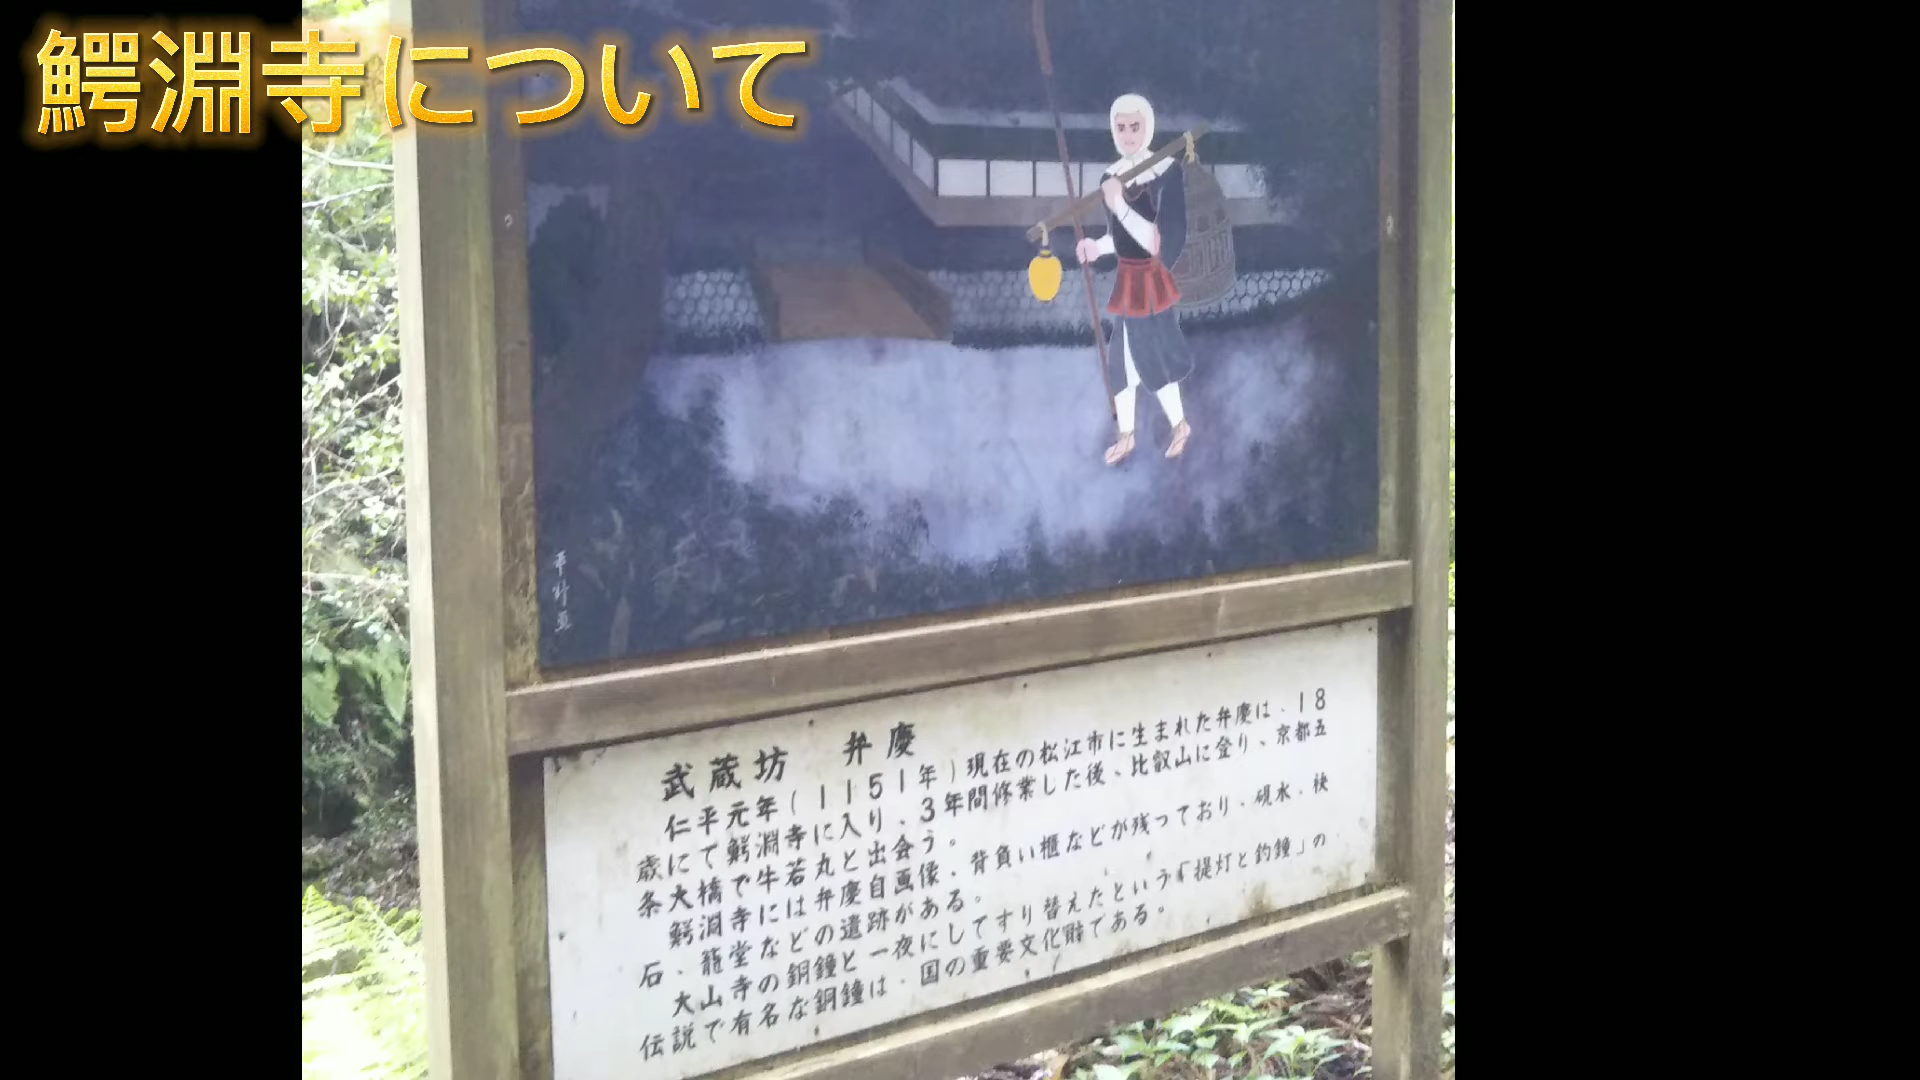 鰐淵寺について
平
画
武蔵坊 弁慶
仁平元年(1151年)現在の松江市に生まれた弁慶は、18
歳にて鰐淵寺に入り、3年間修業した後、比叡山に登り、京都五
条大橋で牛若丸と出会う。
鰐淵寺には弁慶自画像、背負い櫃などが残っており、硯水、袂
石、籠堂などの遺跡がある。
大山寺の銅鐘と一夜にしてすり替えたという「提灯と釣鐘」の
伝説で有名な銅鐘は、国の重要文化財である。